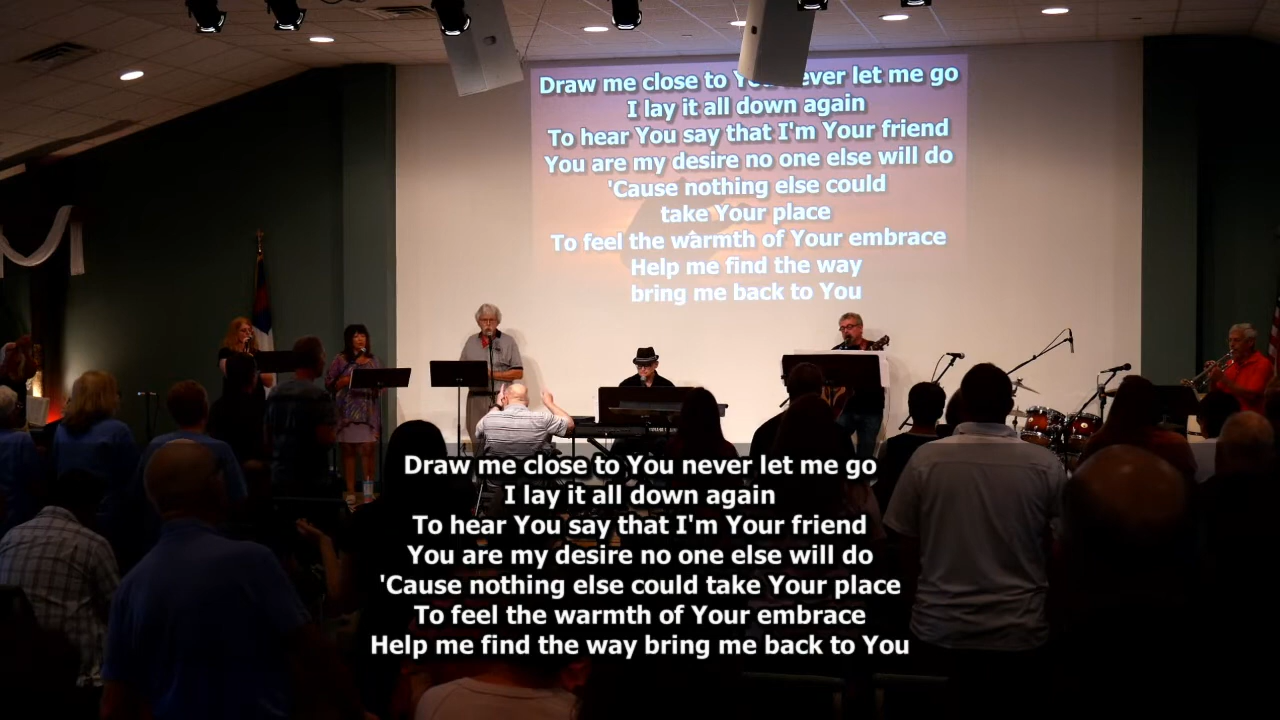 Draw me close to You never let me go
I lay it all down again
To hear You say that I'm Your friend
You are my desire no one else will do
'Cause nothing else could
take Your place
To feel the warmth of Your embrace
Help me find the way
bring me back to You
Draw me close to You never let me go
I lay it all down again
To hear You say that I'm Your friend
You are my desire no one else will do
'Cause nothing else could take Your place
To feel the warmth of Your embrace
Help me find the way bring me back to You